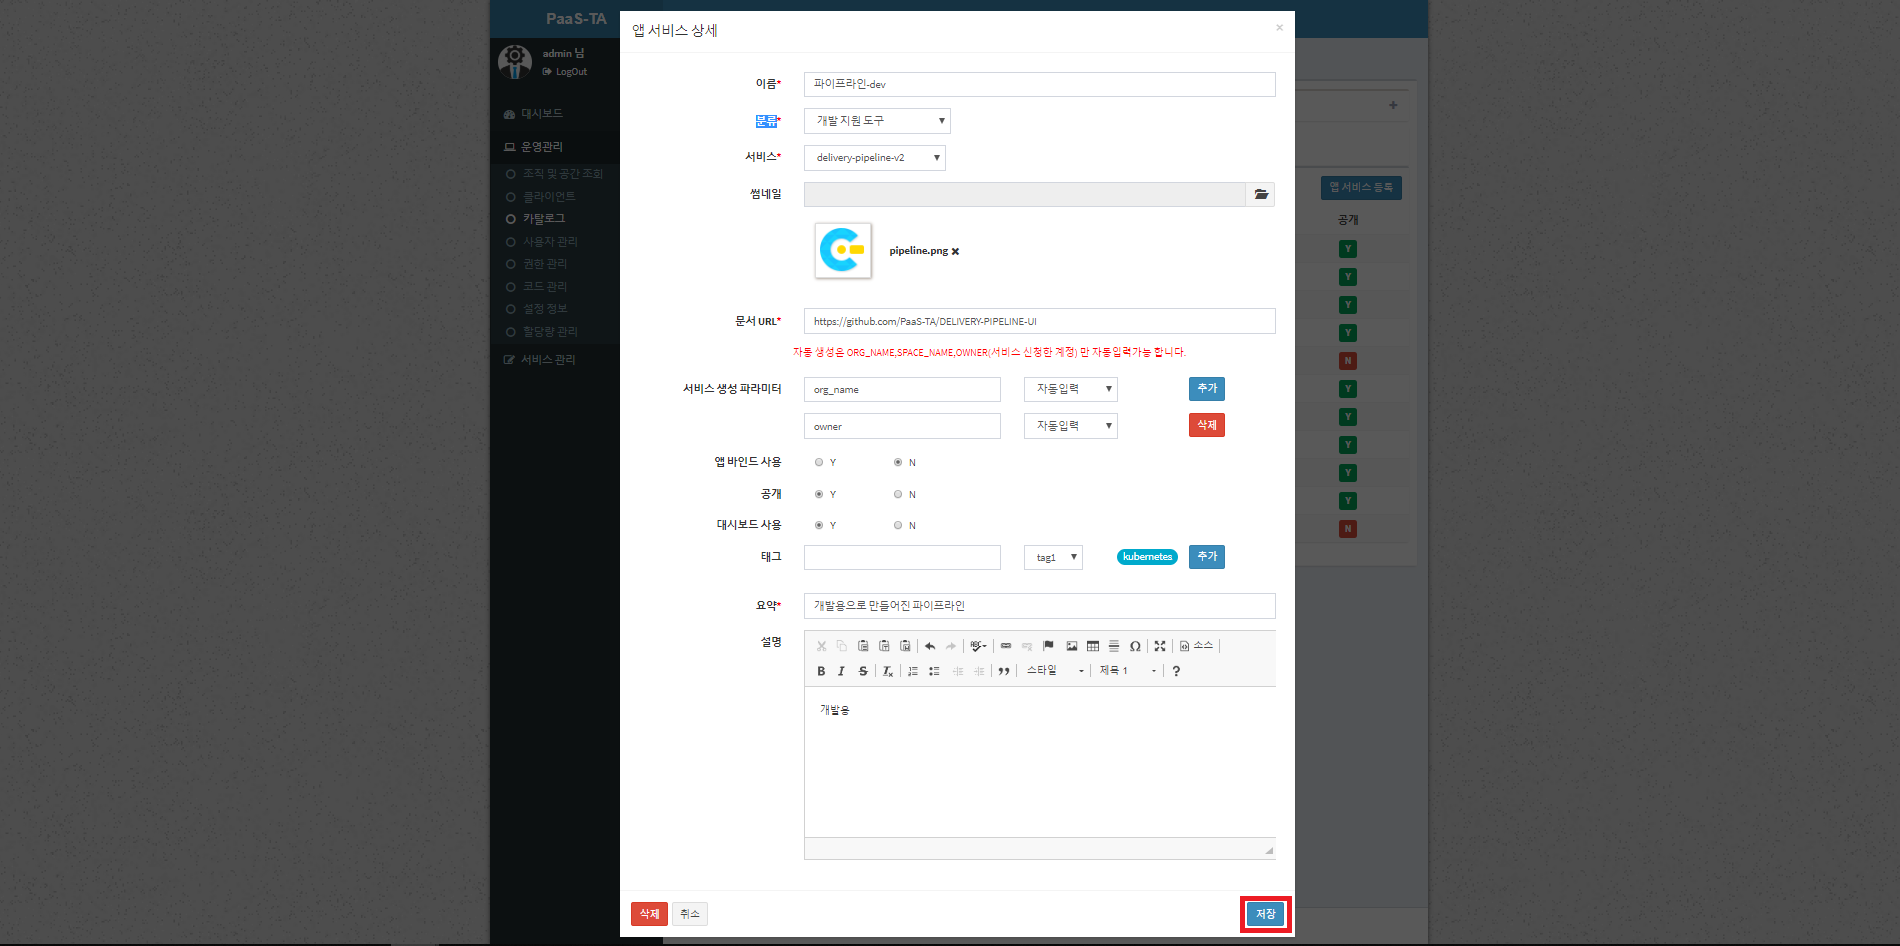 PaaS-TA
admin 님
LogOut
대시보드
운영관리
조직 및 공간 조회
클라이언트
카탈로그
사용자 관리
권한 관리
코드 관리
설정 정보
할당량 관리
서비스 관리
앱 서비스 상세
×
이름* 파이프라인-dev
분류* 개발 지원 도구
서비스* delivery-pipeline-v2
썸네일
pipeline.png
문서 URL* https://github.com/PaaS-TA/DELIVERY-PIPELINE-UI
자동 생성은 ORG_NAME,SPACE_NAME,OWNER(서비스 신청한 계정) 만 자동입력가능 합니다.
서비스 생성 파라미터 org_name 자동입력 추가
owner 자동입력 삭제
앱 바인드 사용 Y N
공개 Y N
대시보드 사용 Y N
태그 tag1 kubernetes 추가
요약* 개발용으로 만들어진 파이프라인
설명
ABC
Ω
소스
B I S Tx
스타일
제목 1
?
개발용
삭제 취소 저장
앱 서비스 등록
공개
Y
Y
Y
Y
N
Y
Y
Y
Y
Y
N